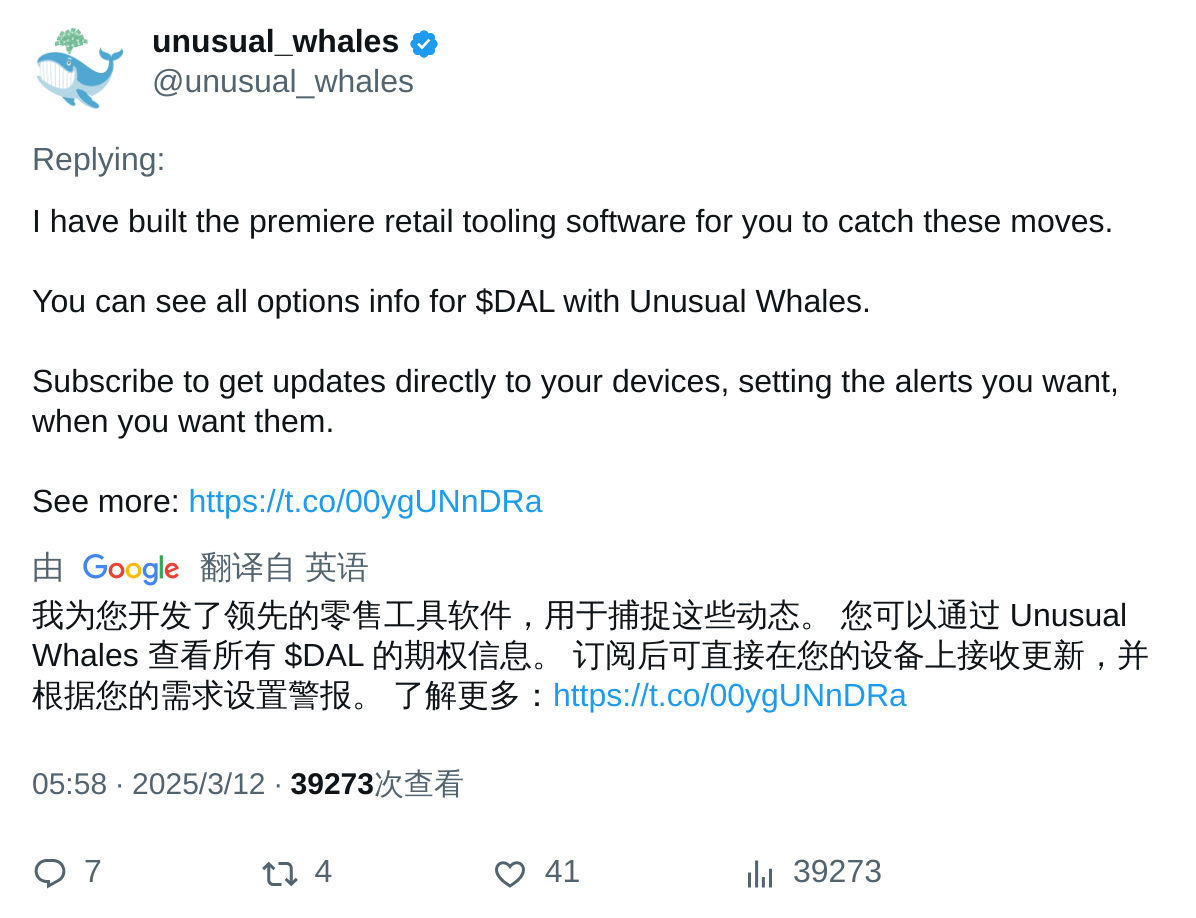 unusual_whales
@unusual_whales
Replying:
I have built the premiere retail tooling software for you to catch these moves.
You can see all options info for $DAL with Unusual Whales.
Subscribe to get updates directly to your devices, setting the alerts you want,
when you want them.
See more: https://t.co/00ygUNnDRa
由 Google 翻译自 英语
我为您开发了领先的零售工具软件，用于捕捉这些动态。 您可以通过 Unusual
Whales 查看所有 $DAL 的期权信息。 订阅后可直接在您的设备上接收更新，并
根据您的需求设置警报。 了解更多：https://t.co/00ygUNnDRa
05:58 · 2025/3/12 · 39273次查看
7 4 41 39273